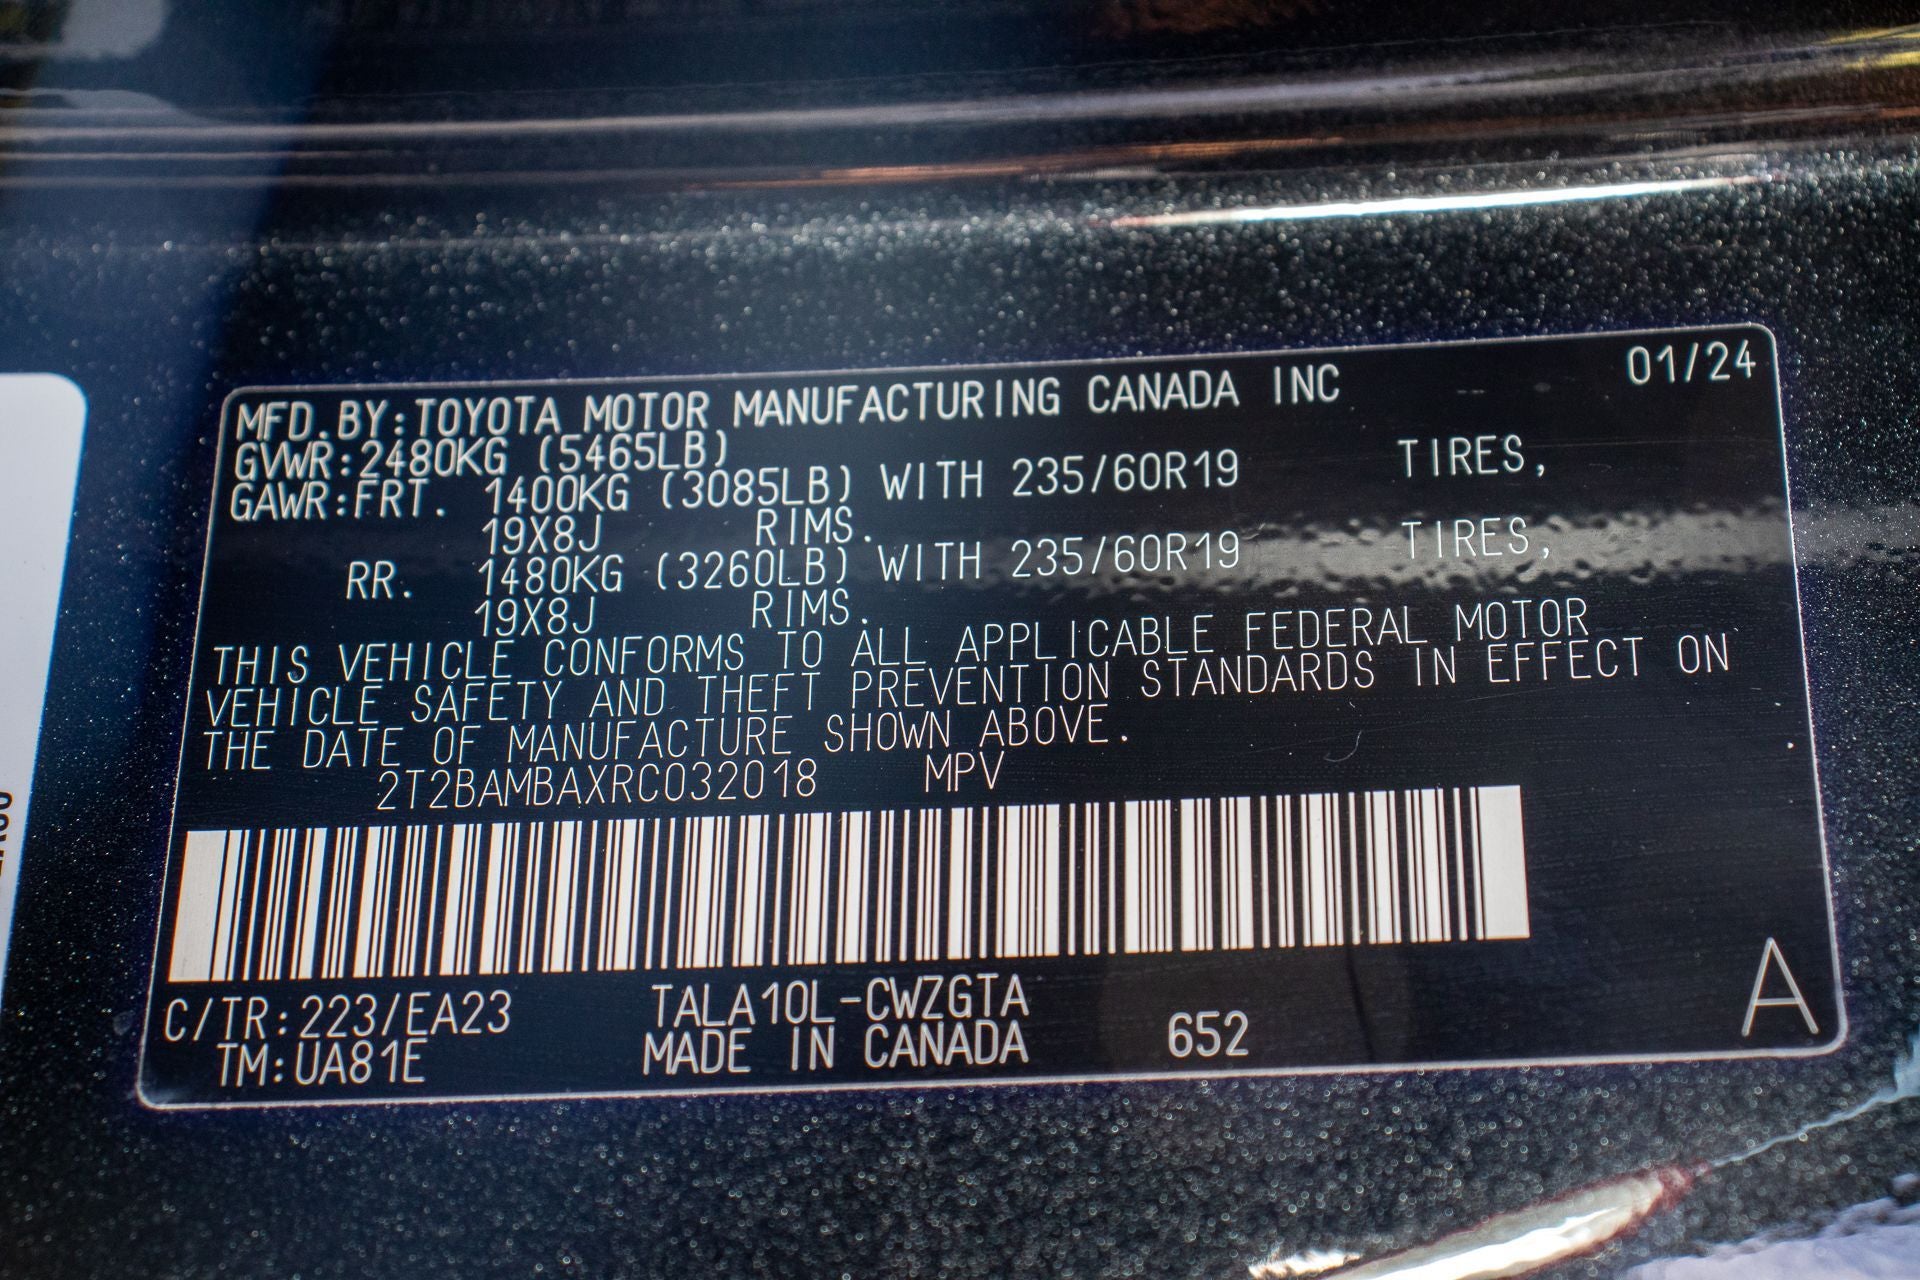 MFD.BY:TOYOTA MOTOR MANUFACTURING CANADA INC 01/24
GVWR:2480KG (5465LB)
GAWR:FRT. 1400KG (3085LB) WITH 235/60R19 TIRES,
19X8J RIMS.
RR. 1480KG (3260LB) WITH 235/60R19 TIRES,
19X8J RIMS.
THIS VEHICLE CONFORMS TO ALL APPLICABLE FEDERAL MOTOR
VEHICLE SAFETY AND THEFT PREVENTION STANDARDS IN EFFECT ON
THE DATE OF MANUFACTURE SHOWN ABOVE.
2T2BAMBAXRC032018 MPV
C/TR:223/EA23 TALA10L-CWZGTA
TM:UA81E MADE IN CANADA 652 A